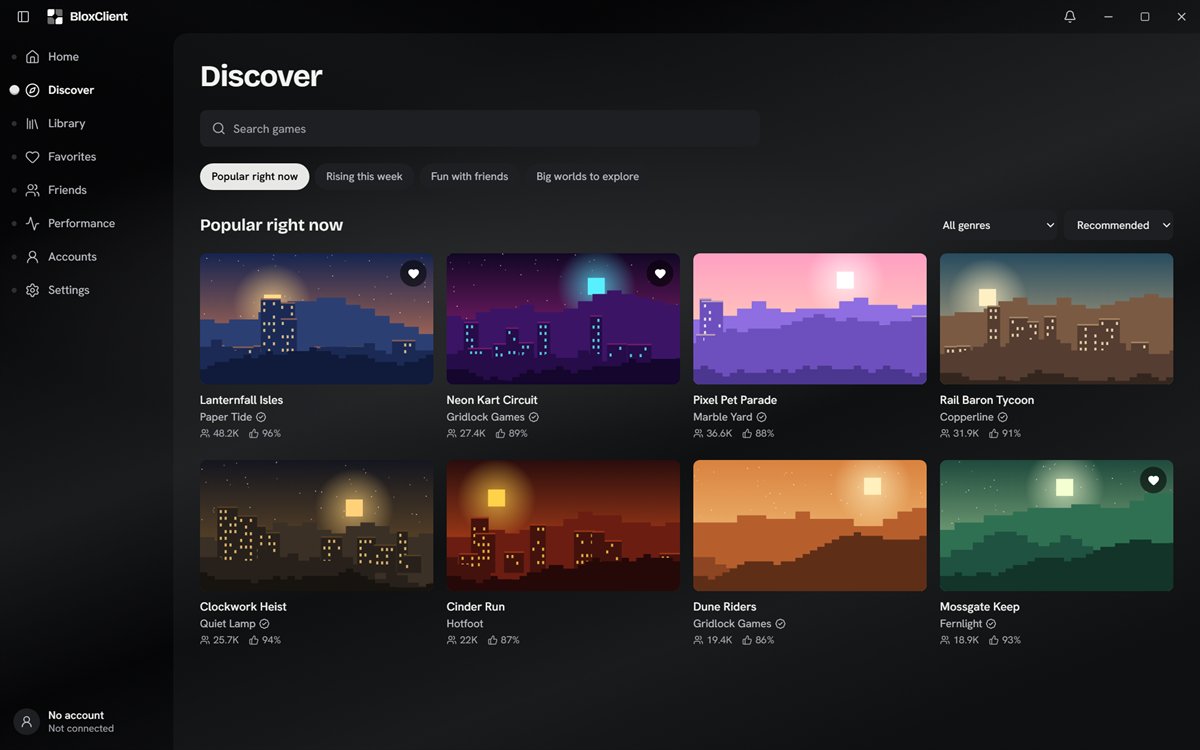 BloxClient
Home
Discover
Library
Favorites
Friends
Performance
Accounts
Settings
No account
Not connected
Discover
Search games
Popular right now
Rising this week
Fun with friends
Big worlds to explore
Popular right now
All genres
Recommended
Lanternfall Isles
Paper Tide
48.2K 96%
Neon Kart Circuit
Gridlock Games
27.4K 89%
Pixel Pet Parade
Marble Yard
36.6K 88%
Rail Baron Tycoon
Copperline
31.9K 91%
Clockwork Heist
Quiet Lamp
25.7K 94%
Cinder Run
Hotfoot
22K 87%
Dune Riders
Gridlock Games
19.4K 86%
Mossgate Keep
Fernlight
18.9K 93%